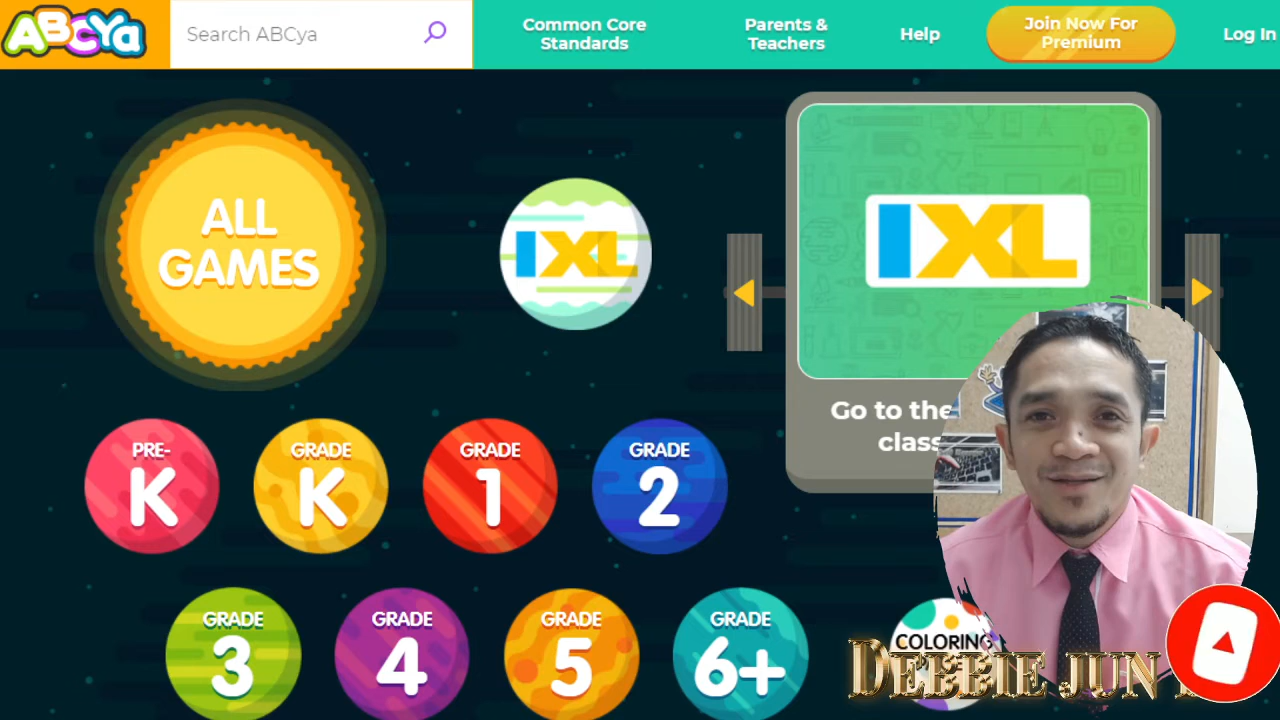 ABCYa
Search ABCya
Common Core
Standards
Parents &
Teachers
Help
Join Now For
Premium
Log In
ALL
GAMES
IXL
IXL
Go to the
class
PRE-
K
GRADE
K
GRADE
1
GRADE
2
GRADE
3
GRADE
4
GRADE
5
GRADE
6+
COLORING
DEBBIE JUN